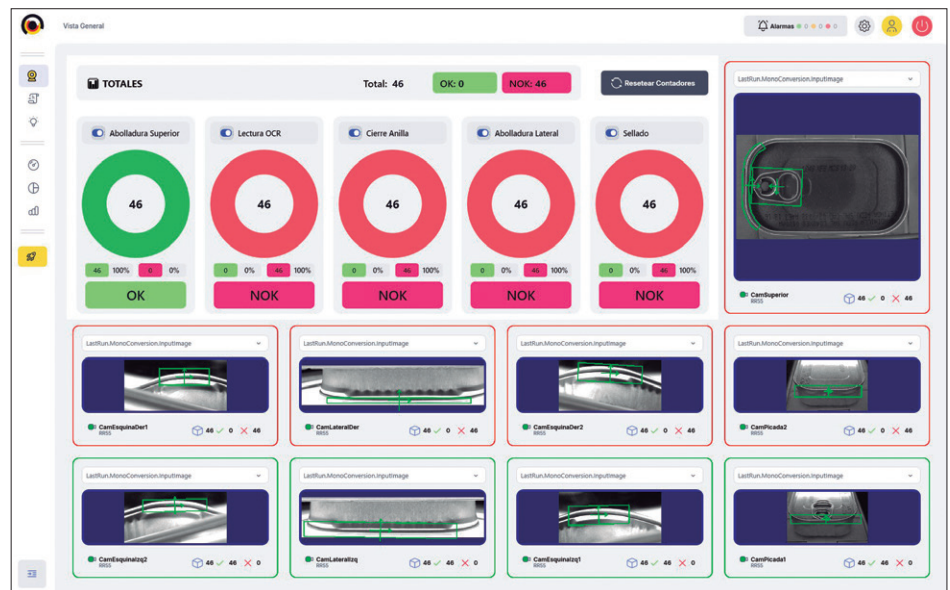 Vista General
Alarmas
TOTALES
Total: 46
OK: 0
NOK: 46
Resetear Contadores
Abolladura Superior
46
46 100% 0 0%
OK
Lectura OCR
46
0 0% 46 100%
NOK
Cierre Anilla
46
0 0% 46 100%
NOK
Abolladura Lateral
46
0 0% 46 100%
NOK
Sellado
46
0 0% 46 100%
NOK
LastRun.MonoConversion.InputImage
CamSuperior
RRSS
46 0 46
LastRun.MonoConversion.InputImage
CamEsquinaDer1
RRSS
46 0 46
LastRun.MonoConversion.InputImage
CamLateralDer
RRSS
46 0 46
LastRun.MonoConversion.InputImage
CamEsquinaDer2
RRSS
46 0 46
LastRun.MonoConversion.InputImage
CamPicada2
RRSS
46 0 46
LastRun.MonoConversion.InputImage
CamEsquinaIzq2
RRSS
46 46 0
LastRun.MonoConversion.InputImage
CamLateralIzq
RRSS
46 46 0
LastRun.MonoConversion.InputImage
CamEsquinaIzq1
RRSS
46 46 0
LastRun.MonoConversion.InputImage
CamPicada1
RRSS
46 46 0